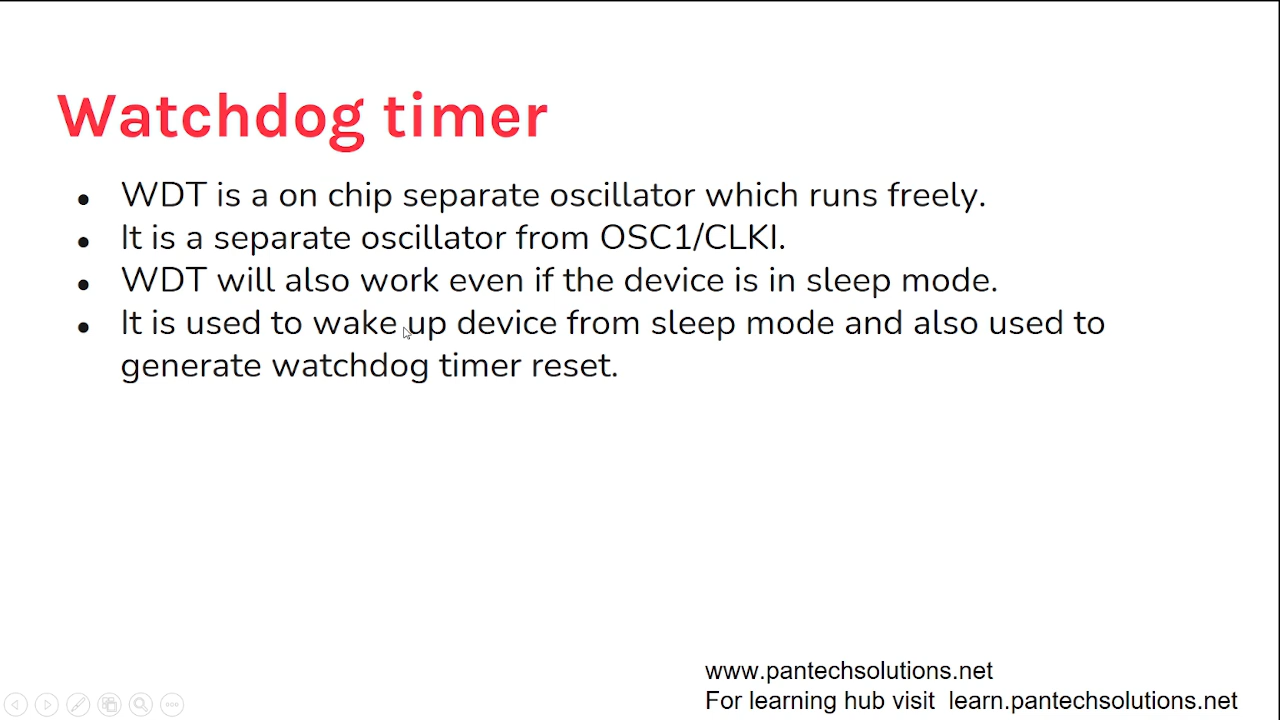 Watchdog timer
● WDT is a on chip separate oscillator which runs freely.
● It is a separate oscillator from OSC1/CLKI.
● WDT will also work even if the device is in sleep mode.
● It is used to wake up device from sleep mode and also used to
generate watchdog timer reset.
www.pantechsolutions.net
For learning hub visit  learn.pantechsolutions.net